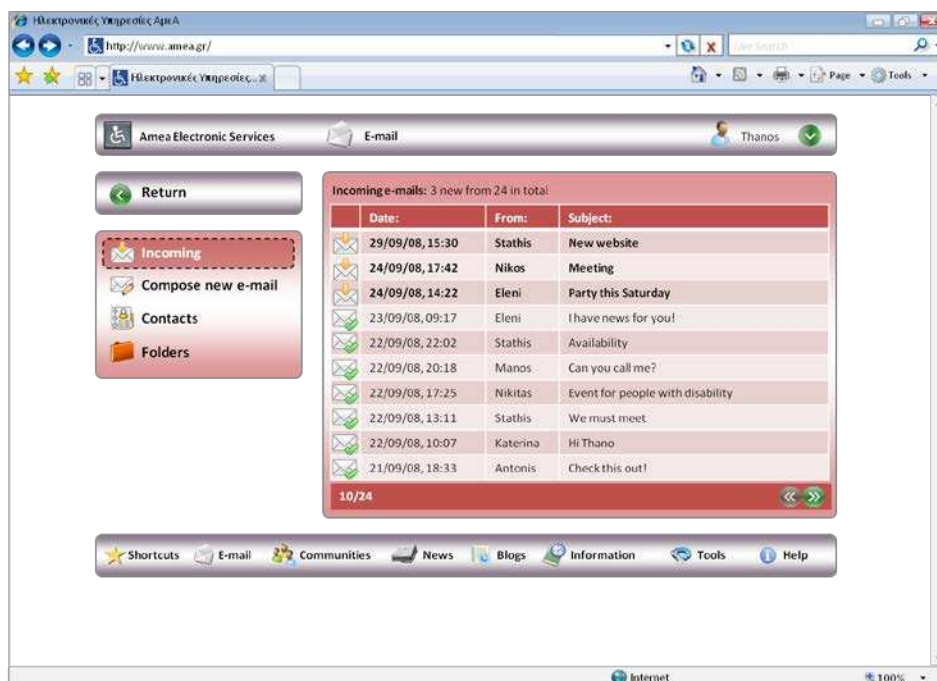 Ηλεκτρονικές Υπηρεσίες ΑμεΑ
http://www.amea.gr/
Live Search
Ηλεκτρονικές Υπηρεσίες...
Page Tools
Amea Electronic Services E-mail Thanos
Return
Incoming
Compose new e-mail
Contacts
Folders
Incoming e-mails: 3 new from 24 in total
Date: From: Subject:
29/09/08, 15:30 Stathis New website
24/09/08, 17:42 Nikos Meeting
24/09/08, 14:22 Eleni Party this Saturday
23/09/08, 09:17 Eleni I have news for you!
22/09/08, 22:02 Stathis Availability
22/09/08, 20:18 Manos Can you call me?
22/09/08, 17:25 Nikitas Event for people with disability
22/09/08, 13:11 Stathis We must meet
22/09/08, 10:07 Katerina Hi Thano
21/09/08, 18:33 Antonis Check this out!
10/24
Shortcuts E-mail Communities News Blogs Information Tools Help
Internet 100%